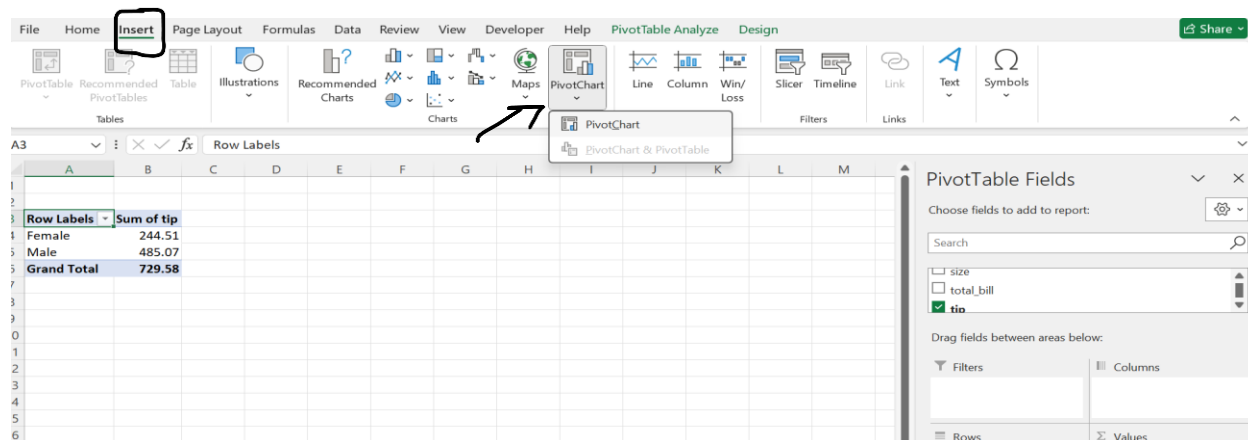 File Home Insert Page Layout Formulas Data Review View Developer Help PivotTable Analyze Design Share
PivotTable Recommended PivotTables Table Illustrations Recommended Charts Maps PivotChart Line Column Win/ Loss Slicer Timeline Link Text Symbols
Tables Charts Filters Links
PivotChart
PivotChart & PivotTable
A3 fx Row Labels
A B C D E F G H I J K L M
PivotTable Fields
Choose fields to add to report:
Row Labels Sum of tip
Female 244.51
Male 485.07
Grand Total 729.58
Search
size
total_bill
tip
Drag fields between areas below:
Filters Columns
Rows Σ Values